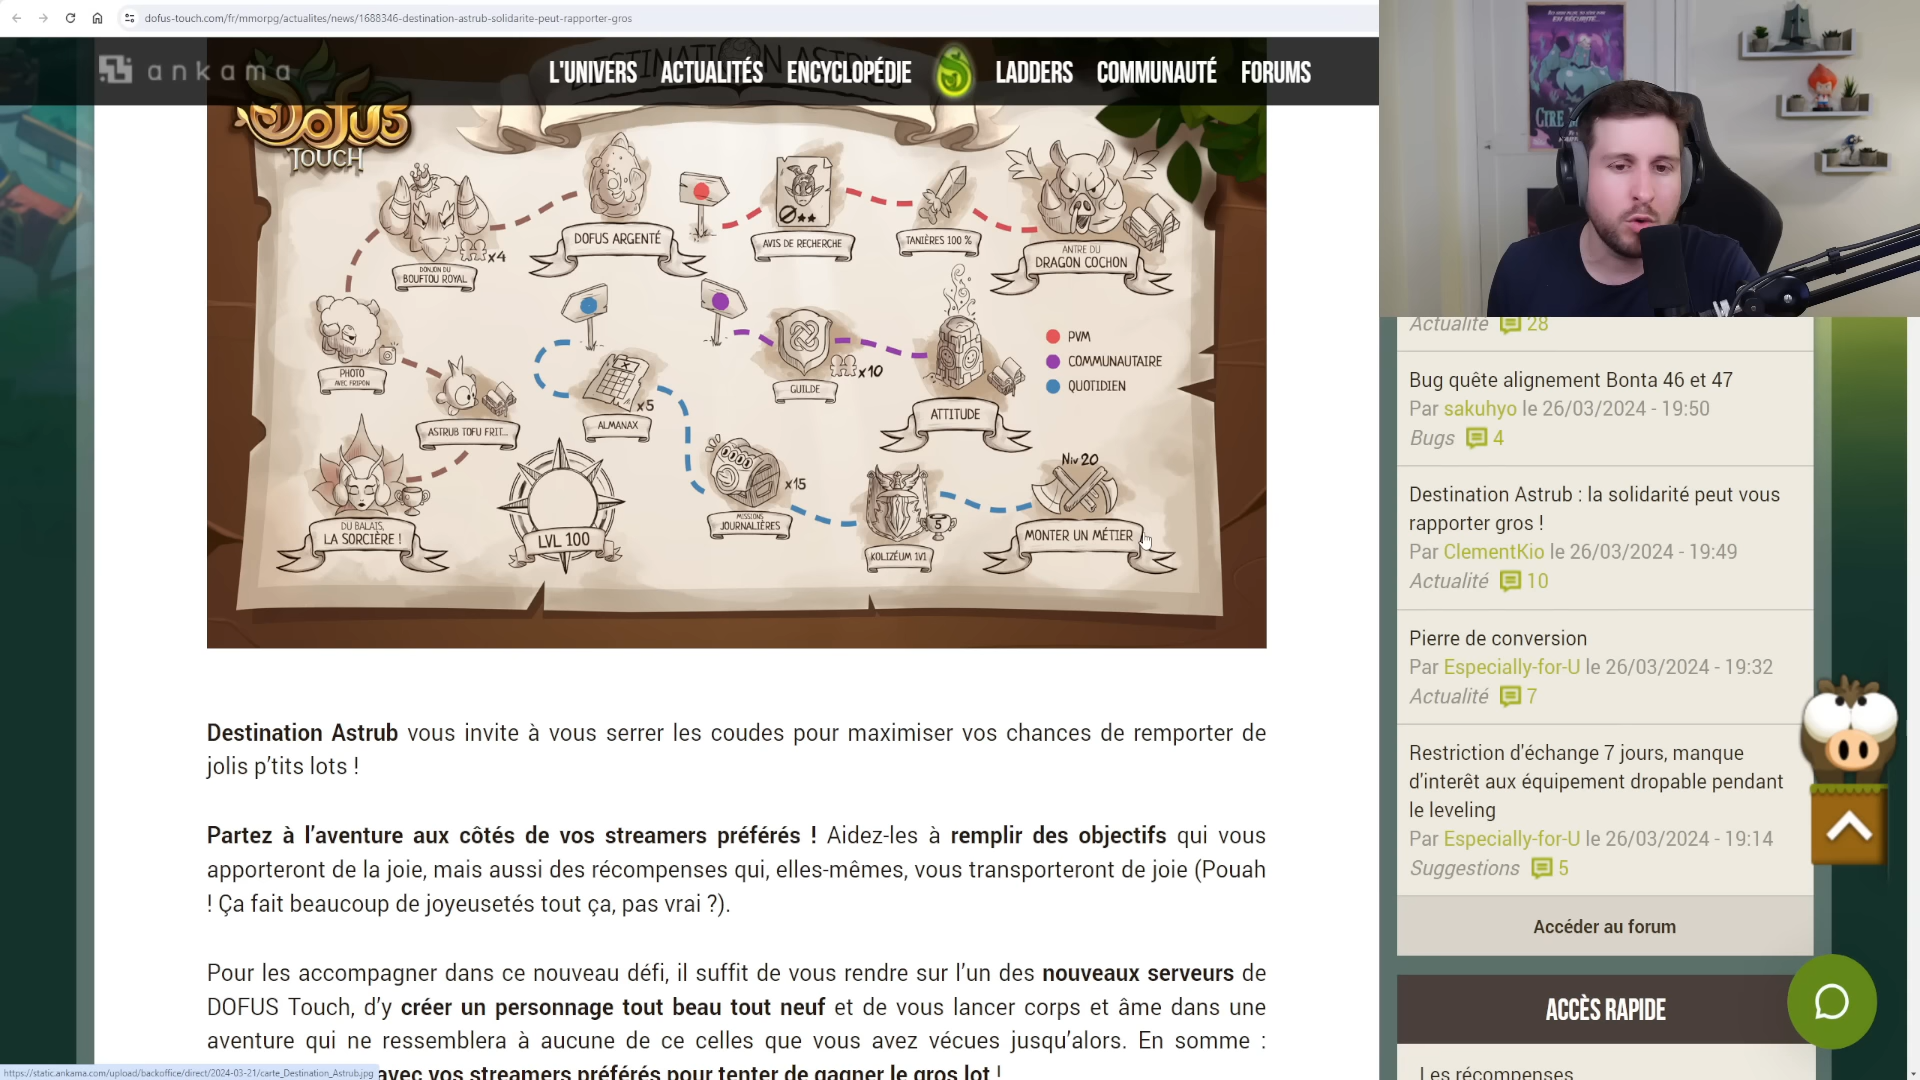 dofus-touch.com/fr/mmorpg/actualites/news/1688346-destination-astrub-solidarite-peut-rapporter-gros
ankama
L'UNIVERS
ACTUALITÉS
ENCYCLOPÉDIE
LADDERS
COMMUNAUTÉ
FORUMS
DESTINATION ASTRUB
DOFUS
TOUCH
DOFUS ARGENTÉ
AVIS DE RECHERCHE
TANIÈRES 100 %
ANTRE DU
DRAGON COCHON
x4
DONJON DU
BOUFTOU ROYAL
PHOTO
AVEC FRIPON
ASTRUB TOFU FRIT...
x5
ALMANAX
GUILDE
x10
ATTITUDE
PVM
COMMUNAUTAIRE
QUOTIDIEN
DU BALAIS,
LA SORCIÈRE !
LVL 100
x15
MISSIONS
JOURNALIÈRES
5
KOLIZÉUM 1V1
Niv 20
MONTER UN MÉTIER
Destination Astrub vous invite à vous serrer les coudes pour maximiser vos chances de remporter de
jolis p'tits lots !
Partez à l'aventure aux côtés de vos streamers préférés ! Aidez-les à remplir des objectifs qui vous
apporteront de la joie, mais aussi des récompenses qui, elles-mêmes, vous transporteront de joie (Pouah
! Ça fait beaucoup de joyeusetés tout ça, pas vrai ?).
Pour les accompagner dans ce nouveau défi, il suffit de vous rendre sur l'un des nouveaux serveurs de
DOFUS Touch, d'y créer un personnage tout beau tout neuf et de vous lancer corps et âme dans une
aventure qui ne ressemblera à aucune de ce celles que vous avez vécues jusqu'alors. En somme :
avec vos streamers préférés pour tenter de gagner le gros lot !
https://static.ankama.com/upload/backoffice/direct/2024-03-21/carte_Destination_Astrub.jpg
Actualité 28
Bug quête alignement Bonta 46 et 47
Par sakuhyo le 26/03/2024 - 19:50
Bugs 4
Destination Astrub : la solidarité peut vous
rapporter gros !
Par ClementKio le 26/03/2024 - 19:49
Actualité 10
Pierre de conversion
Par Especially-for-U le 26/03/2024 - 19:32
Actualité 7
Restriction d'échange 7 jours, manque
d'interêt aux équipement dropable pendant
le leveling
Par Especially-for-U le 26/03/2024 - 19:14
Suggestions 5
Accéder au forum
ACCÈS RAPIDE
Les récompenses